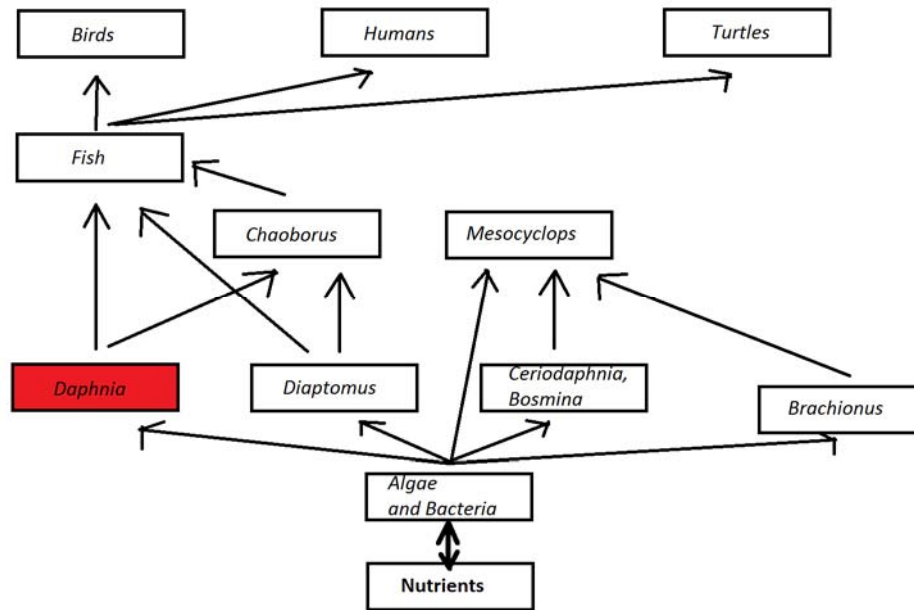 Birds
Humans
Turtles
Fish
Chaoborus
Mesocyclops
Daphnia
Diaptomus
Ceriodaphnia,
Bosmina
Brachionus
Algae
and Bacteria
Nutrients